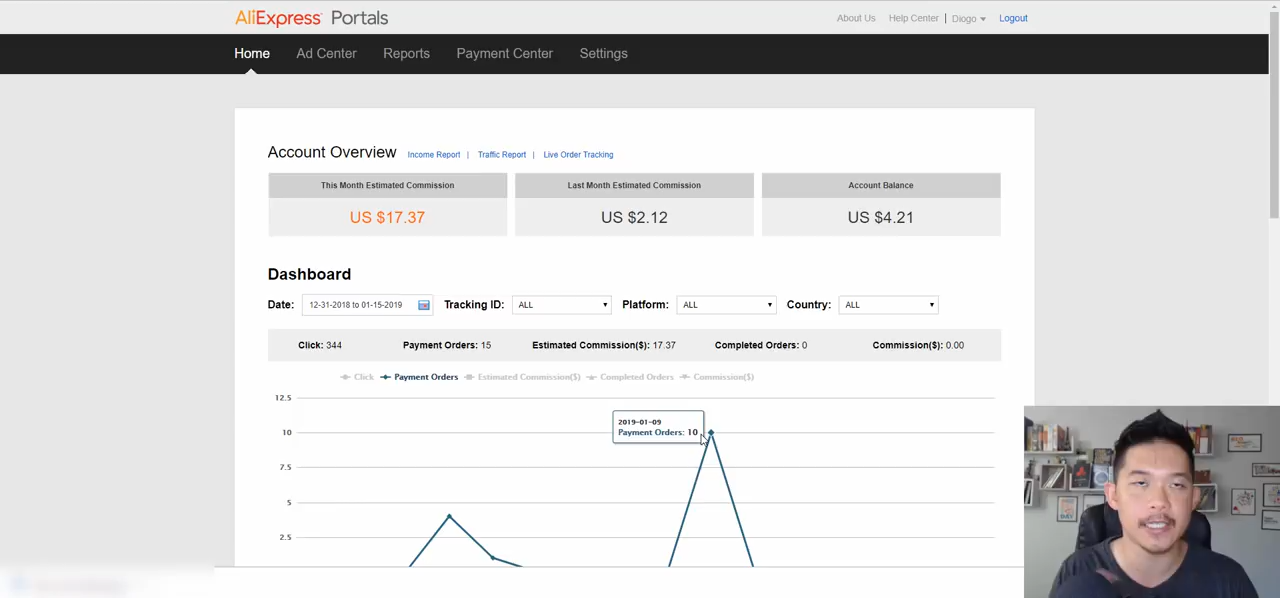 AliExpress Portals
About Us Help Center | Diogo Logout
Home Ad Center Reports Payment Center Settings
Account Overview Income Report | Traffic Report | Live Order Tracking
This Month Estimated Commission Last Month Estimated Commission Account Balance
US $17.37 US $2.12 US $4.21
Dashboard
Date: 12-31-2018 to 01-15-2019 Tracking ID: ALL Platform: ALL Country: ALL
Click: 344 Payment Orders: 15 Estimated Commission($): 17.37 Completed Orders: 0 Commission($): 0.00
Click Payment Orders Estimated Commission($) Completed Orders Commission($)
12.5
2019-01-09
10 Payment Orders: 10
7.5
5
2.5